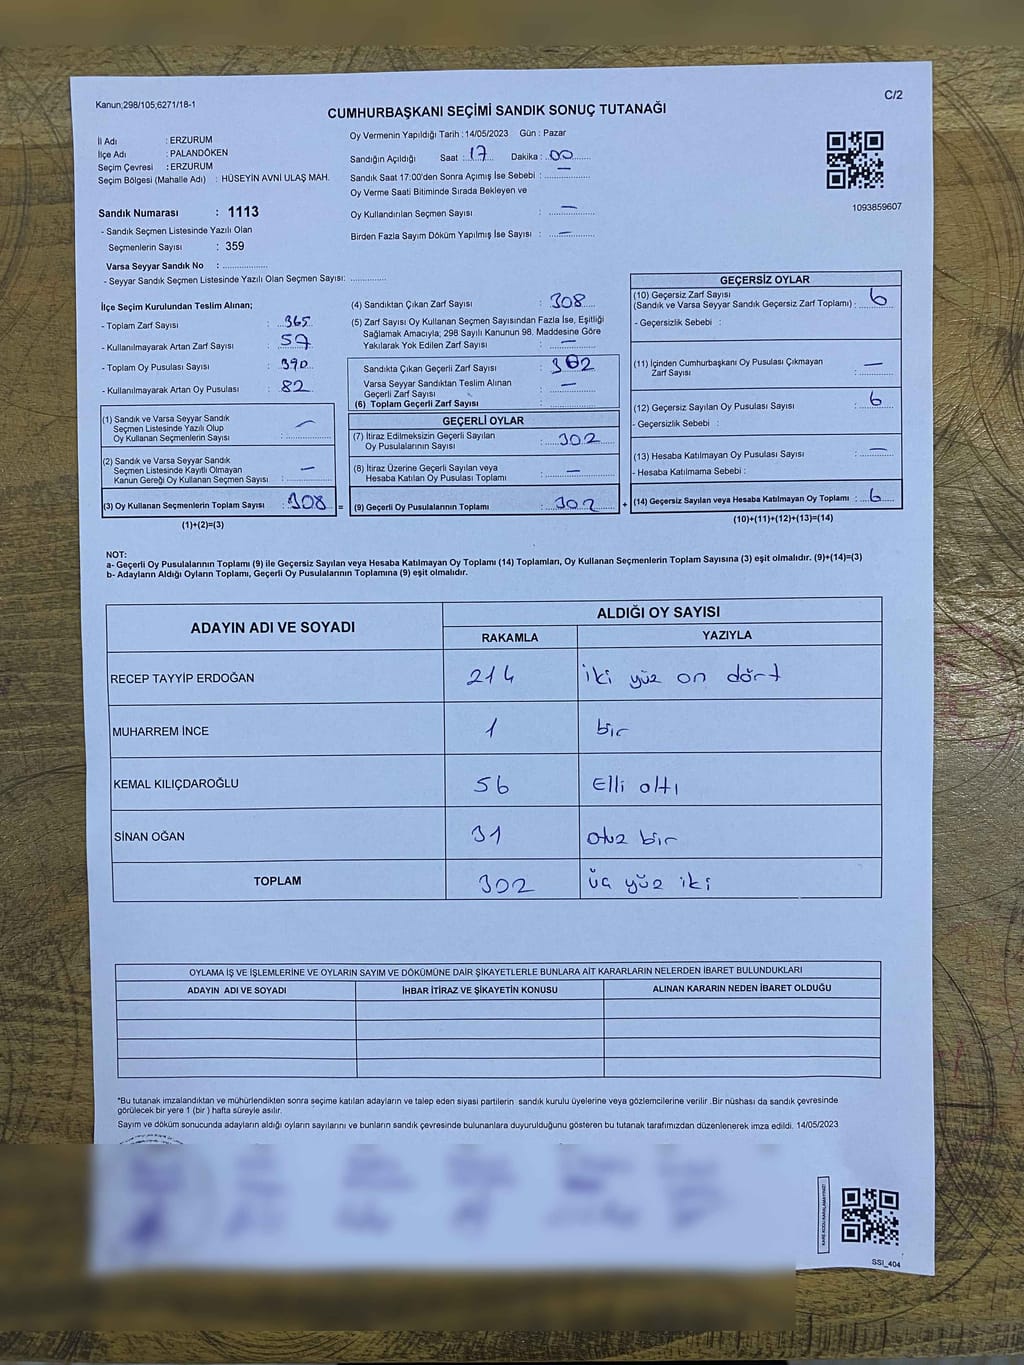 Kanun;298/105;6271/18-1
C/2
CUMHURBAŞKANI SEÇİMİ SANDIK SONUÇ TUTANAĞI
İl Adı : ERZURUM
İlçe Adı : PALANDÖKEN
Seçim Çevresi : ERZURUM
Seçim Bölgesi (Mahalle Adı) : HÜSEYİN AVNİ ULAŞ MAH.
Sandık Numarası : 1113
- Sandık Seçmen Listesinde Yazılı Olan
Seçmenlerin Sayısı : 359
Varsa Seyyar Sandık No :
- Seyyar Sandık Seçmen Listesinde Yazılı Olan Seçmen Sayısı:
Oy Vermenin Yapıldığı Tarih : 14/05/2023 Gün : Pazar
Sandığın Açıldığı Saat : 17 Dakika : 00
Sandık Saat 17:00'den Sonra Açımış İse Sebebi : —
Oy Verme Saati Bitiminde Sırada Bekleyen ve
Oy Kullandırılan Seçmen Sayısı : —
Birden Fazla Sayım Döküm Yapılmış İse Sayısı : —
1093859607
İlçe Seçim Kurulundan Teslim Alınan;
- Toplam Zarf Sayısı : 365
- Kullanılmayarak Artan Zarf Sayısı : 57
- Toplam Oy Pusulası Sayısı : 390
- Kullanılmayarak Artan Oy Pusulası : 82
(1) Sandık ve Varsa Seyyar Sandık
Seçmen Listesinde Yazılı Olup
Oy Kullanan Seçmenlerin Sayısı : —
(2) Sandık ve Varsa Seyyar Sandık
Seçmen Listesinde Kayıtlı Olmayan
Kanun Gereği Oy Kullanan Seçmen Sayısı : —
(3) Oy Kullanan Seçmenlerin Toplam Sayısı : 308
(1)+(2)=(3)
(4) Sandıktan Çıkan Zarf Sayısı : 308
(5) Zarf Sayısı Oy Kullanan Seçmen Sayısından Fazla İse, Eşitliği
Sağlamak Amacıyla; 298 Sayılı Kanunun 98. Maddesine Göre
Yakılarak Yok Edilen Zarf Sayısı : —
Sandıkta Çıkan Geçerli Zarf Sayısı : 302
Varsa Seyyar Sandıktan Teslim Alınan
Geçerli Zarf Sayısı : —
(6) Toplam Geçerli Zarf Sayısı :
GEÇERLİ OYLAR
(7) İtiraz Edilmeksizin Geçerli Sayılan
Oy Pusulalarının Sayısı : 302
(8) İtiraz Üzerine Geçerli Sayılan veya
Hesaba Katılan Oy Pusulası Toplamı : —
= (9) Geçerli Oy Pusulalarının Toplamı : 302 +
GEÇERSİZ OYLAR
(10) Geçersiz Zarf Sayısı
(Sandık ve Varsa Seyyar Sandık Geçersiz Zarf Toplamı) : 6
- Geçersizlik Sebebi :
(11) İçinden Cumhurbaşkanı Oy Pusulası Çıkmayan
Zarf Sayısı : —
(12) Geçersiz Sayılan Oy Pusulası Sayısı : 6
- Geçersizlik Sebebi :
(13) Hesaba Katılmayan Oy Pusulası Sayısı : —
- Hesaba Katılmama Sebebi :
(14) Geçersiz Sayılan veya Hesaba Katılmayan Oy Toplamı : 6
(10)+(11)+(12)+(13)=(14)
NOT:
a- Geçerli Oy Pusulalarının Toplamı (9) ile Geçersiz Sayılan veya Hesaba Katılmayan Oy Toplamı (14) Toplamları, Oy Kullanan Seçmenlerin Toplam Sayısına (3) eşit olmalıdır. (9)+(14)=(3)
b- Adayların Aldığı Oyların Toplamı, Geçerli Oy Pusulalarının Toplamına (9) eşit olmalıdır.
ADAYIN ADI VE SOYADI
ALDIĞI OY SAYISI
RAKAMLA YAZIYLA
RECEP TAYYİP ERDOĞAN 214 iki yüz on dört
MUHARREM İNCE 1 bir
KEMAL KILIÇDAROĞLU 56 Elli altı
SİNAN OĞAN 31 otuz bir
TOPLAM 302 üç yüz iki
OYLAMA İŞ VE İŞLEMLERİNE VE OYLARIN SAYIM VE DÖKÜMÜNE DAİR ŞİKAYETLERLE BUNLARA AİT KARARLARIN NELERDEN İBARET BULUNDUKLARI
ADAYIN ADI VE SOYADI İHBAR İTİRAZ VE ŞİKAYETİN KONUSU ALINAN KARARIN NEDEN İBARET OLDUĞU
*Bu tutanak imzalandıktan ve mühürlendikten sonra seçime katılan adayların ve talep eden siyasi partilerin sandık kurulu üyelerine veya gözlemcilerine verilir .Bir nüshası da sandık çevresinde
görülecek bir yere 1 (bir ) hafta süreyle asılır.
Sayım ve döküm sonucunda adayların aldığı oyların sayılarını ve bunların sandık çevresinde bulunanlara duyurulduğunu gösteren bu tutanak tarafımızdan düzenlenerek imza edildi. 14/05/2023
SSI_404